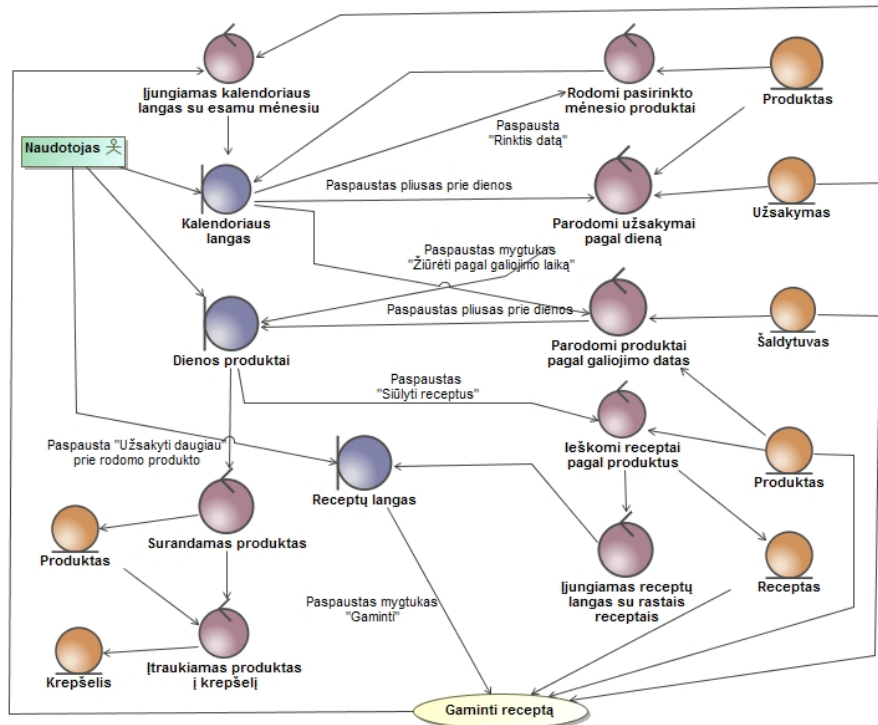 Įjungiamas kalendoriaus
langas su esamu mėnesiu
Rodomi pasirinkto
mėnesio produktai
Produktas
Paspausta
"Rinktis datą"
Naudotojas
Paspaustas pliusas prie dienos
Kalendoriaus
langas
Parodomi užsakymai
pagal dieną
Užsakymas
Paspaustas mygtukas
"Žiūrėti pagal galiojimo laiką"
Paspaustas pliusas prie dienos
Dienos produktai
Parodomi produktai
pagal galiojimo datas
Šaldytuvas
Paspaustas
"Siūlyti receptus"
Ieškomi receptai
pagal produktus
Paspausta "Užsakyti daugiau"
prie rodomo produkto
Receptų langas
Produktas
Surandamas produktas
Produktas
Įjungiamas receptų
langas su rastais
receptais
Receptas
Paspaustas mygtukas
"Gaminti"
Įtraukiamas produktas
į krepšelį
Krepšelis
Gaminti receptą